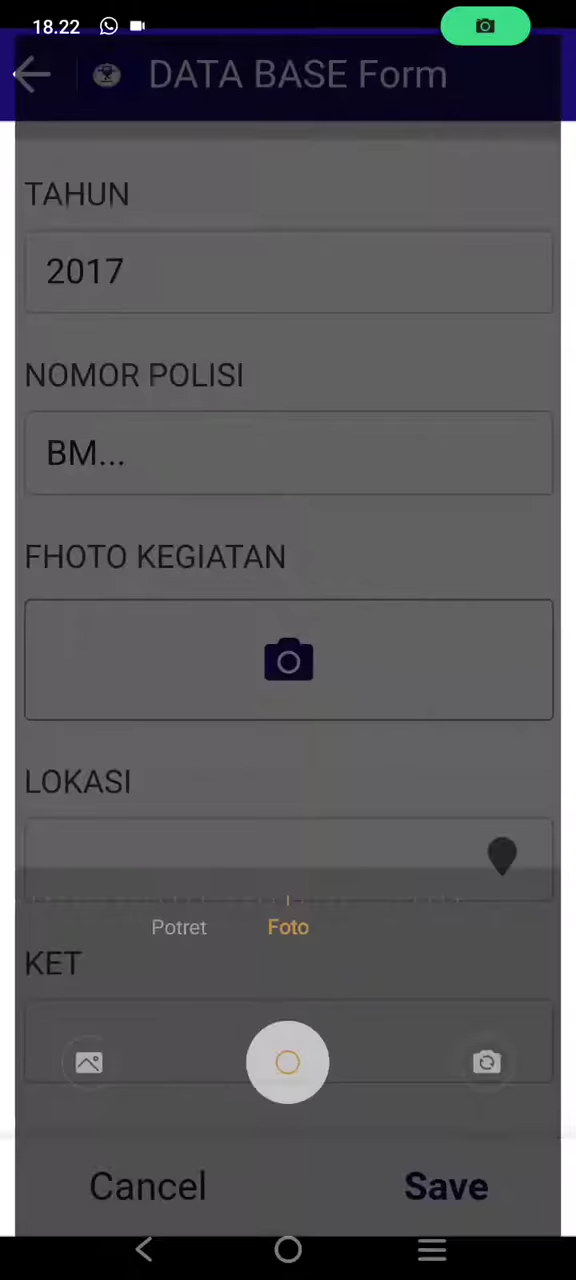 18.22
DATA BASE Form
TAHUN
2017
NOMOR POLISI
BM...
FHOTO KEGIATAN
LOKASI
Potret Foto
KET
Cancel Save